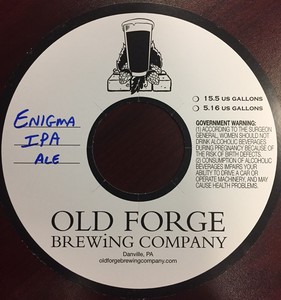 ENIGMA
IPA
ALE
15.5 US GALLONS
5.16 US GALLONS
GOVERNMENT WARNING:
(1) ACCORDING TO THE SURGEON
GENERAL, WOMEN SHOULD NOT
DRINK ALCOHOLIC BEVERAGES
DURING PREGNANCY BECAUSE OF
THE RISK OF BIRTH DEFECTS.
(2) CONSUMPTION OF ALCOHOLIC
BEVERAGES IMPAIRS YOUR
ABILITY TO DRIVE A CAR OR
OPERATE MACHINERY, AND MAY
CAUSE HEALTH PROBLEMS.
OLD FORGE
BREWiNG COMPANY
Danville, PA
oldforgebrewingcompany.com